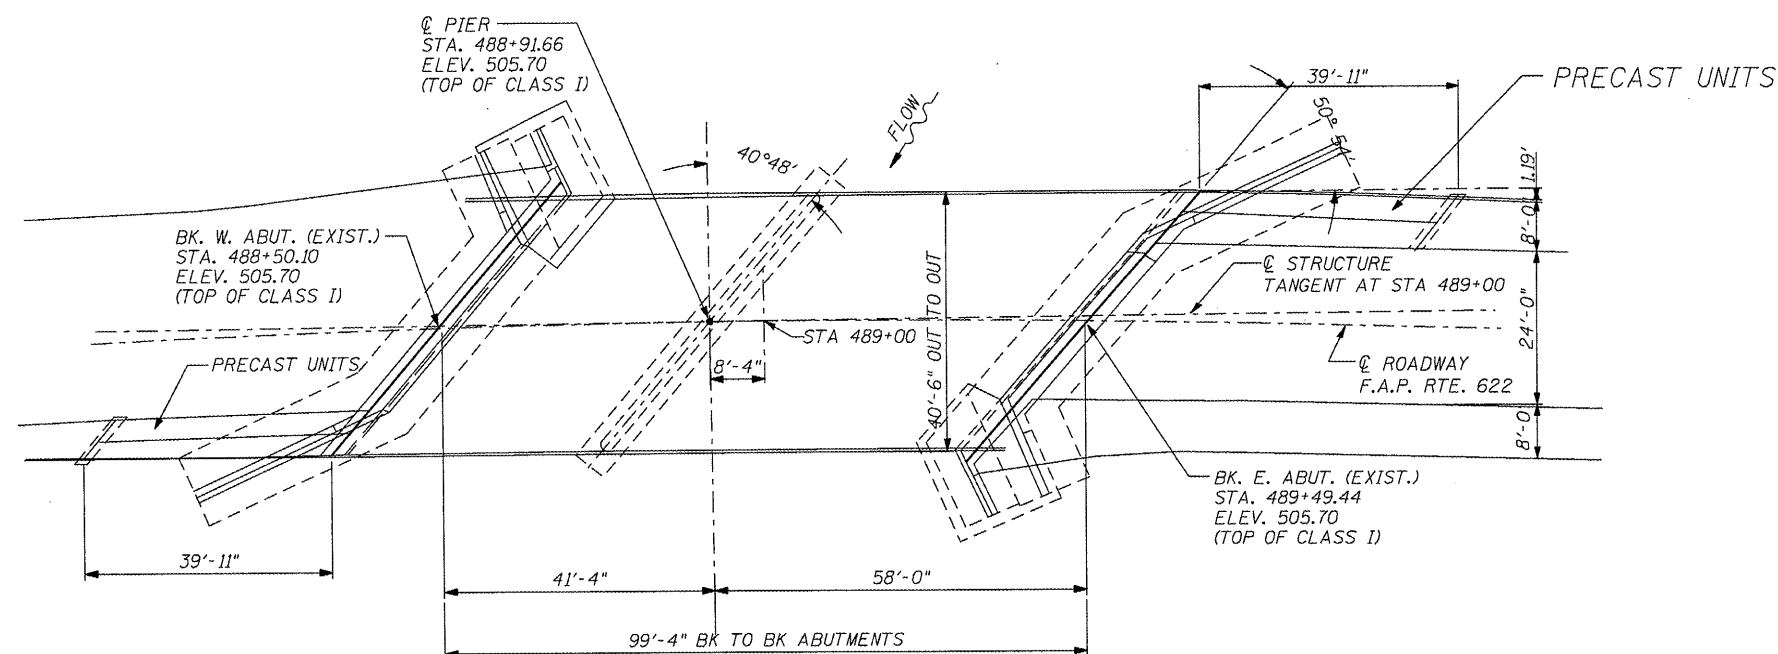 ℄ PIER
STA. 488+91.66
ELEV. 505.70
(TOP OF CLASS I)
FLOW
39'-11"
PRECAST UNITS
50° 54'
40°48'
1.19'
8'-0
BK. W. ABUT. (EXIST.)
STA. 488+50.10
ELEV. 505.70
(TOP OF CLASS I)
℄ STRUCTURE
TANGENT AT STA 489+00
40'-6" OUT TO OUT
24'-0"
STA 489+00
PRECAST UNITS
8'-4"
℄ ROADWAY
F.A.P. RTE. 622
8'-0
BK. E. ABUT. (EXIST.)
STA. 489+49.44
ELEV. 505.70
(TOP OF CLASS I)
39'-11"
41'-4"
58'-0"
99'-4" BK TO BK ABUTMENTS